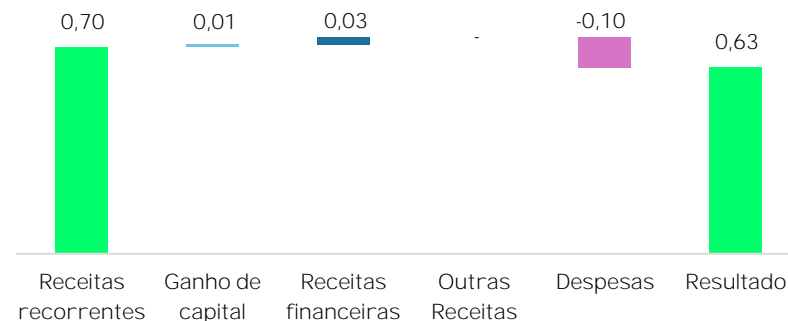 0,70
0,01
0,03
-
-0,10
0,63
Receitas recorrentes
Ganho de capital
Receitas financeiras
Outras Receitas
Despesas
Resultado